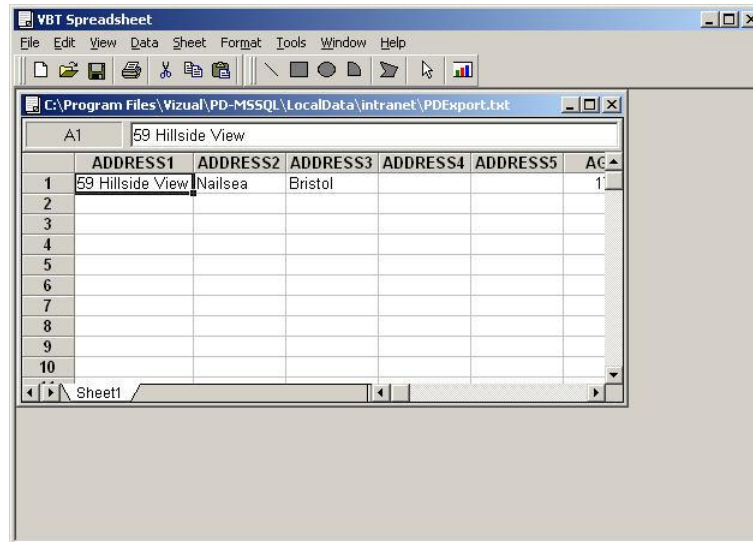 VBT Spreadsheet
File Edit View Data Sheet Format Tools Window Help
C:\Program Files\Vizual\PD-MSSQL\LocalData\intranet\PDExport.txt
A1 59 Hillside View
ADDRESS1 ADDRESS2 ADDRESS3 ADDRESS4 ADDRESS5
1 59 Hillside View Nailsea Bristol
2
3
4
5
6
7
8
9
10
Sheet1